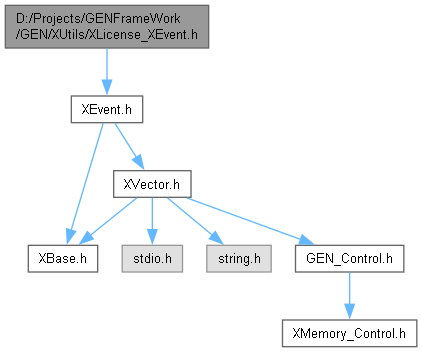 D:/Projects/GENFrameWork
/GEN/XUtils/XLicense_XEvent.h
XEvent.h
XVector.h
XBase.h
stdio.h
string.h
GEN_Control.h
XMemory_Control.h